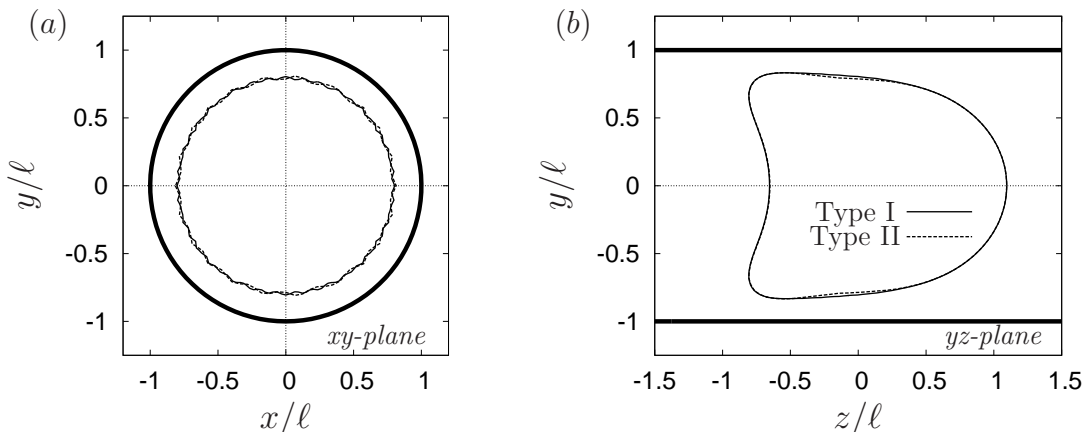 (a)
1
0.5
0
-0.5
-1
y/ℓ
-1 -0.5 0 0.5 1
x/ℓ
xy-plane
(b)
1
0.5
0
-0.5
-1
y/ℓ
Type I
Type II
-1.5 -1 -0.5 0 0.5 1 1.5
z/ℓ
yz-plane